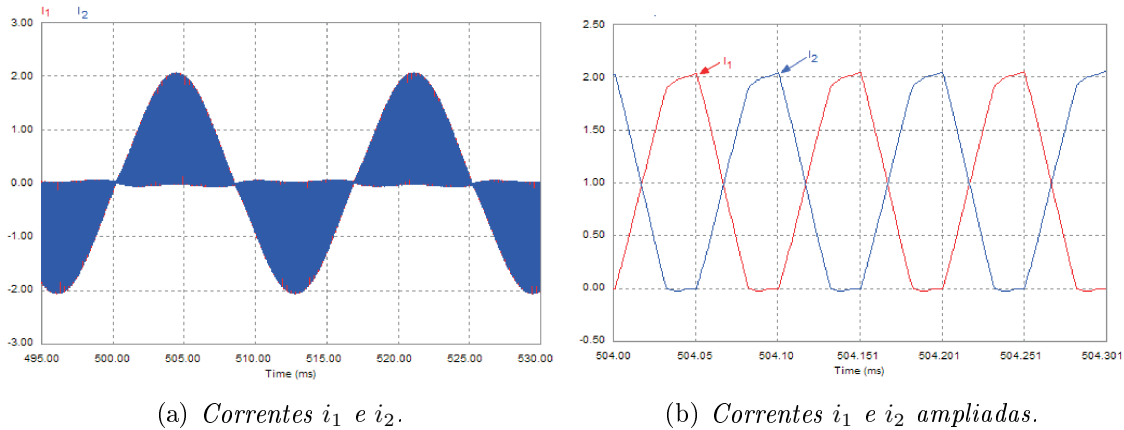 I1 I2
3.00
2.00
1.00
0.00
-1.00
-2.00
-3.00
495.00 500.00 505.00 510.00 515.00 520.00 525.00 530.00
Time (ms)
(a) Correntes i1 e i2.
2.50
2.00
1.50
1.00
0.50
0.00
-0.50
I1
I2
504.00 504.05 504.10 504.151 504.201 504.251 504.301
Time (ms)
(b) Correntes i1 e i2 ampliadas.